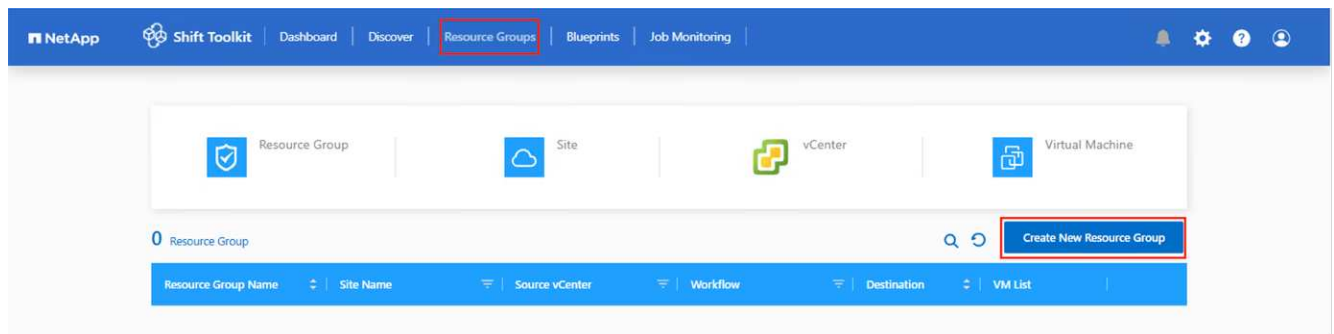 NetApp Shift Toolkit Dashboard Discover Resource Groups Blueprints Job Monitoring ?
Resource Group Site vCenter Virtual Machine
0 Resource Group Create New Resource Group
Resource Group Name Site Name Source vCenter Workflow Destination VM List